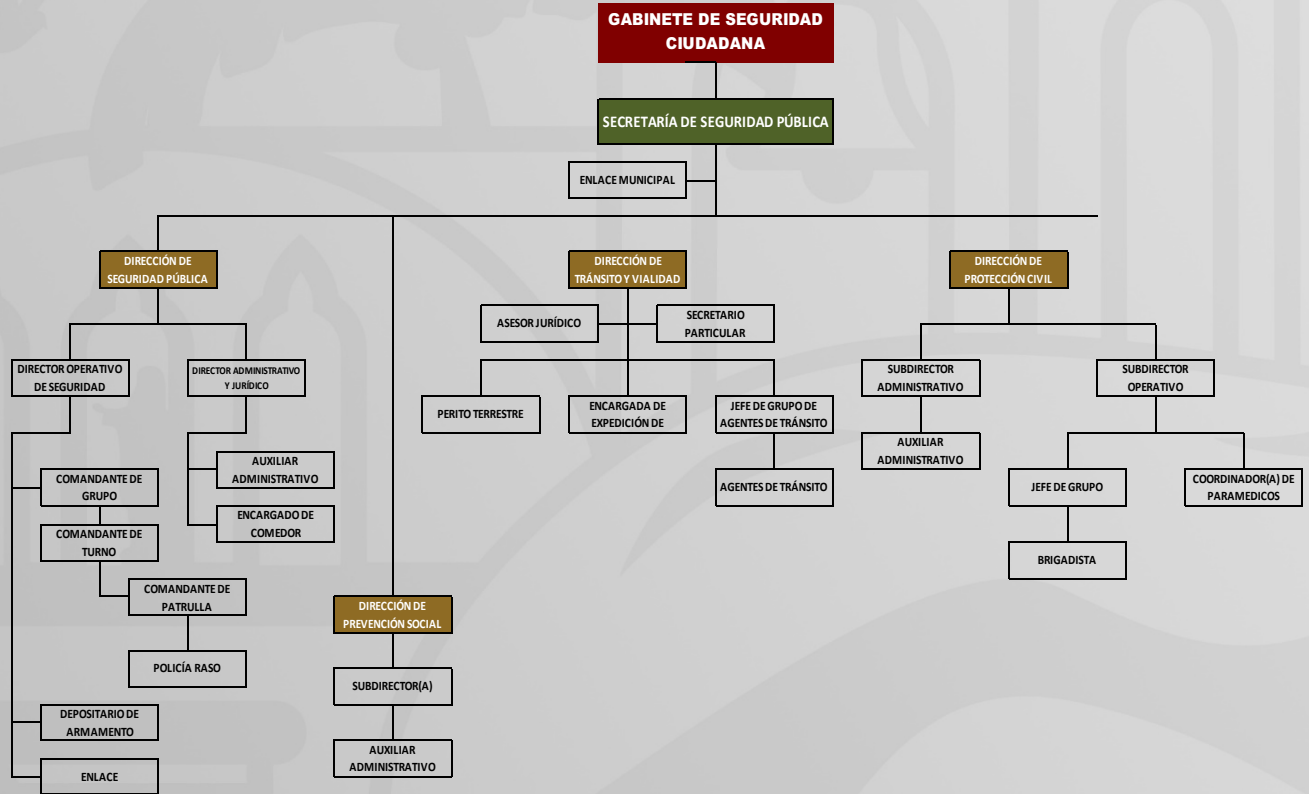 GABINETE DE SEGURIDAD
CIUDADANA
SECRETARÍA DE SEGURIDAD PÚBLICA
ENLACE MUNICIPAL
DIRECCIÓN DE
SEGURIDAD PÚBLICA
DIRECTOR OPERATIVO
DE SEGURIDAD
DIRECTOR ADMINISTRATIVO
Y JURÍDICO
AUXILIAR
ADMINISTRATIVO
ENCARGADO DE
COMEDOR
COMANDANTE DE
GRUPO
COMANDANTE DE
TURNO
COMANDANTE DE
PATRULLA
POLICÍA RASO
DEPOSITARIO DE
ARMAMENTO
ENLACE
DIRECCIÓN DE
PREVENCIÓN SOCIAL
SUBDIRECTOR(A)
AUXILIAR
ADMINISTRATIVO
DIRECCIÓN DE
TRÁNSITO Y VIALIDAD
ASESOR JURÍDICO
SECRETARIO
PARTICULAR
PERITO TERRESTRE
ENCARGADA DE
EXPEDICIÓN DE
JEFE DE GRUPO DE
AGENTES DE TRÁNSITO
AGENTES DE TRÁNSITO
DIRECCIÓN DE
PROTECCIÓN CIVIL
SUBDIRECTOR
ADMINISTRATIVO
AUXILIAR
ADMINISTRATIVO
SUBDIRECTOR
OPERATIVO
JEFE DE GRUPO
BRIGADISTA
COORDINADOR(A) DE
PARAMEDICOS